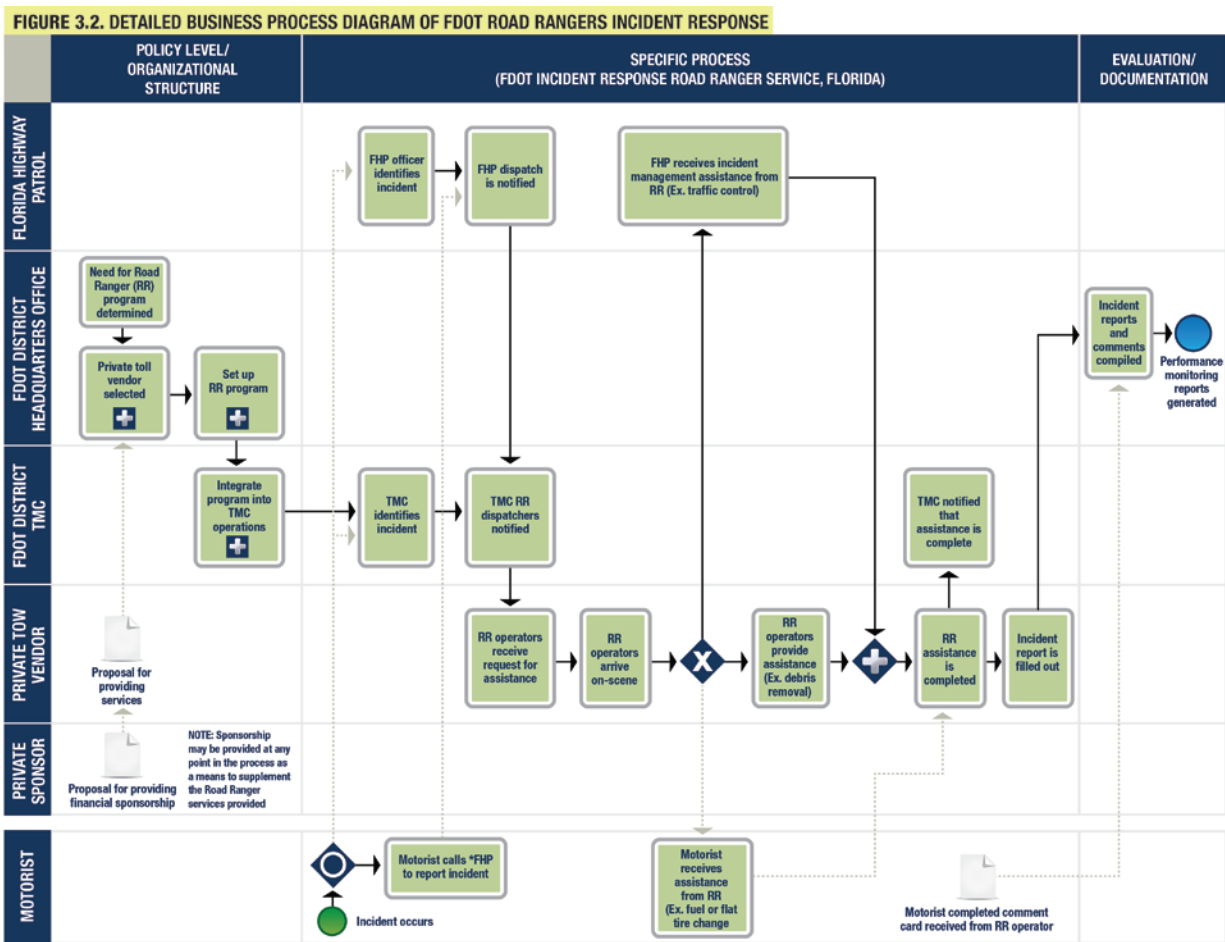 FIGURE 3.2. DETAILED BUSINESS PROCESS DIAGRAM OF FDOT ROAD RANGERS INCIDENT RESPONSE
POLICY LEVEL/
ORGANIZATIONAL
STRUCTURE
SPECIFIC PROCESS
(FDOT INCIDENT RESPONSE ROAD RANGER SERVICE, FLORIDA)
EVALUATION/
DOCUMENTATION
FLORIDA HIGHWAY
PATROL
FHP officer
identifies
incident
FHP dispatch
is notified
FHP receives incident
management assistance from
RR (Ex. traffic control)
FDOT DISTRICT
HEADQUARTERS OFFICE
Need for Road
Ranger (RR)
program
determined
Private toll
vendor
selected
Set up
RR program
Incident
reports
and
comments
compiled
Performance
monitoring
reports
generated
FDOT DISTRICT
TMC
Integrate
program into
TMC
operations
TMC
identifies
incident
TMC RR
dispatchers
notified
TMC notified
that
assistance is
complete
PRIVATE TOW
VENDOR
Proposal for
providing
services
RR operators
receive
request for
assistance
RR
operators
arrive
on-scene
X
RR
operators
provide
assistance
(Ex. debris
removal)
RR
assistance
is
completed
Incident
report is
filled out
PRIVATE
SPONSOR
Proposal for providing
financial sponsorship
NOTE: Sponsorship
may be provided at any
point in the process as
a means to supplement
the Road Ranger
services provided
MOTORIST
Motorist calls *FHP
to report incident
Incident occurs
Motorist
receives
assistance
from RR
(Ex. fuel or flat
tire change
Motorist completed comment
card received from RR operator